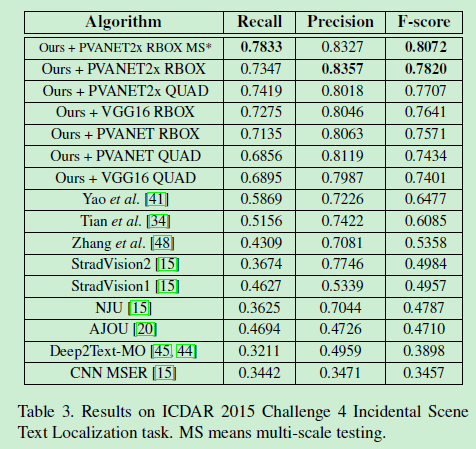 Algorithm Recall Precision F-score
Ours + PVANET2x RBOX MS* 0.7833 0.8327 0.8072
Ours + PVANET2x RBOX 0.7347 0.8357 0.7820
Ours + PVANET2x QUAD 0.7419 0.8018 0.7707
Ours + VGG16 RBOX 0.7275 0.8046 0.7641
Ours + PVANET RBOX 0.7135 0.8063 0.7571
Ours + PVANET QUAD 0.6856 0.8119 0.7434
Ours + VGG16 QUAD 0.6895 0.7987 0.7401
Yao et al. [41] 0.5869 0.7226 0.6477
Tian et al. [34] 0.5156 0.7422 0.6085
Zhang et al. [48] 0.4309 0.7081 0.5358
StradVision2 [15] 0.3674 0.7746 0.4984
StradVision1 [15] 0.4627 0.5339 0.4957
NJU [15] 0.3625 0.7044 0.4787
AJOU [20] 0.4694 0.4726 0.4710
Deep2Text-MO [45, 44] 0.3211 0.4959 0.3898
CNN MSER [15] 0.3442 0.3471 0.3457
Table 3. Results on ICDAR 2015 Challenge 4 Incidental Scene
Text Localization task. MS means multi-scale testing.